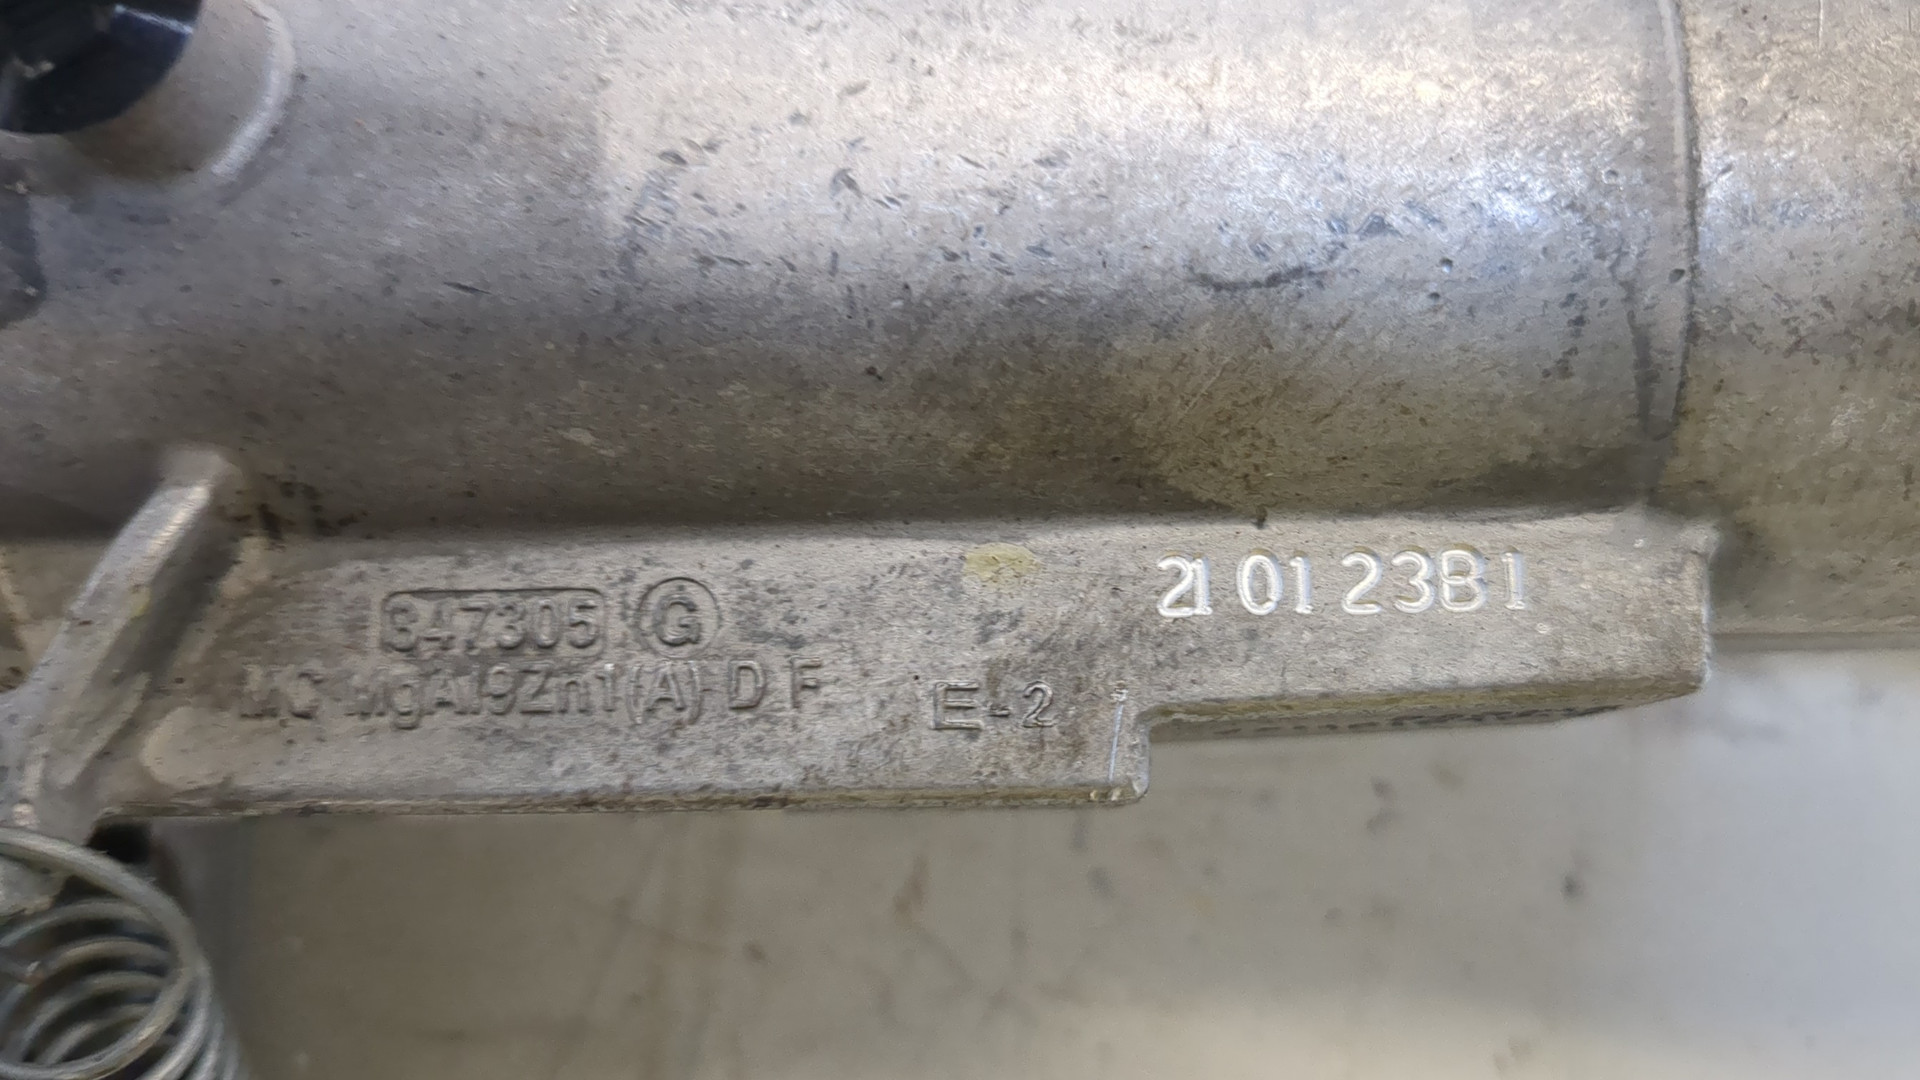 21 01 23B1
347305 G
MC-MgAl9Zn1(A)-D F
E-2